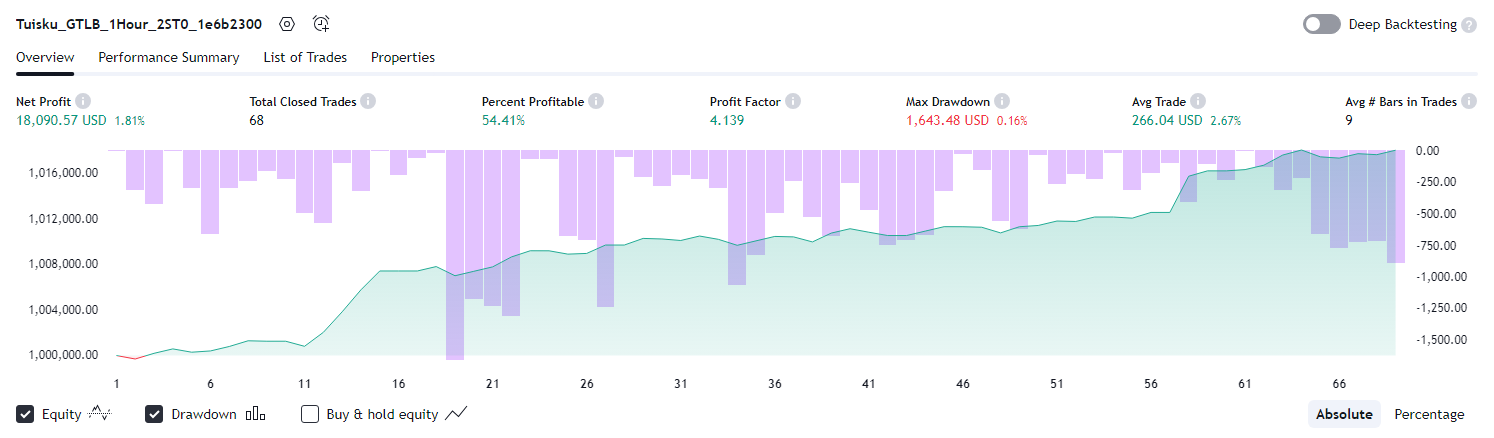 Tuisku_GTLB_1Hour_2ST0_1e6b2300
Deep Backtesting ?
Overview Performance Summary List of Trades Properties
Net Profit i Total Closed Trades i Percent Profitable i Profit Factor i Max Drawdown i Avg Trade i Avg # Bars in Trades i
18,090.57 USD 1.81% 68 54.41% 4.139 1,643.48 USD 0.16% 266.04 USD 2.67% 9
0.00
1,016,000.00
-250.00
1,012,000.00
-500.00
-750.00
1,008,000.00
-1,000.00
1,004,000.00
-1,250.00
-1,500.00
1,000,000.00
1 6 11 16 21 26 31 36 41 46 51 56 61 66
Equity Drawdown Buy & hold equity Absolute Percentage